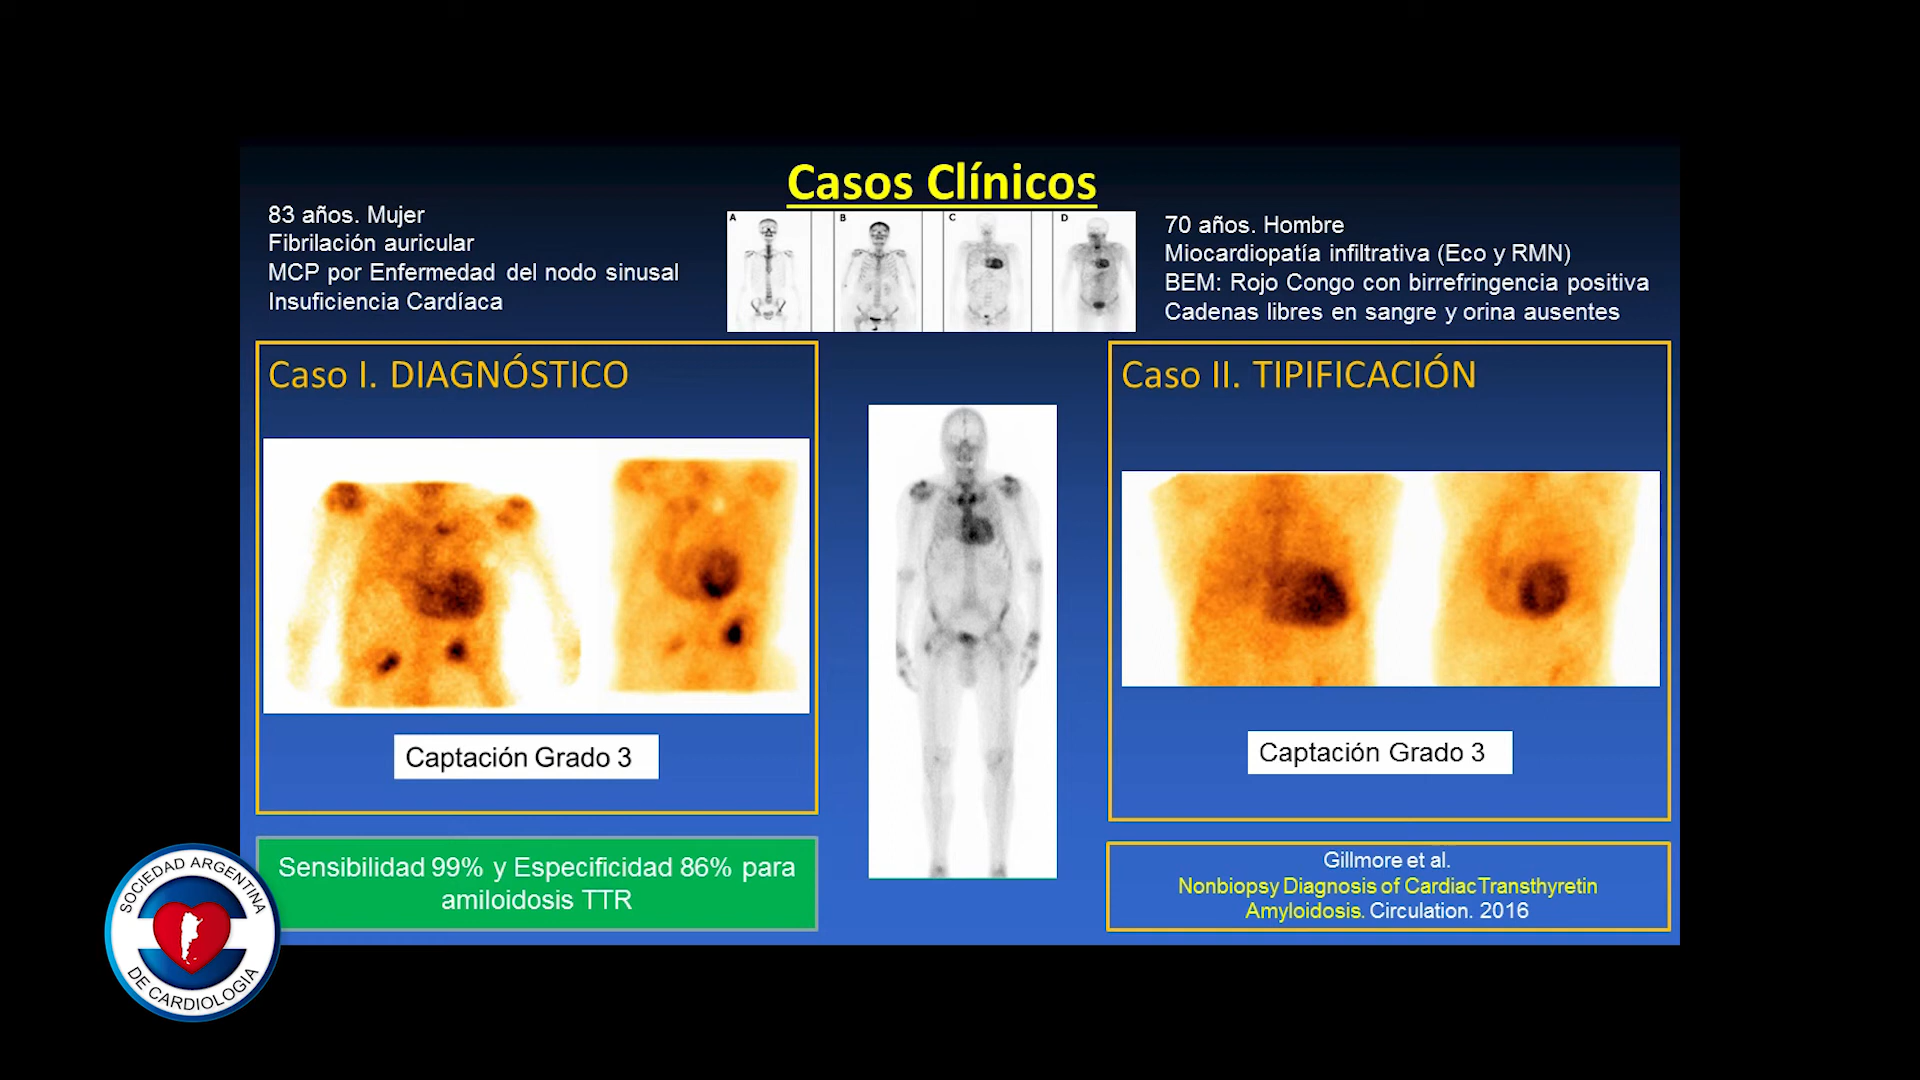 Casos Clínicos
83 años. Mujer
Fibrilación auricular
MCP por Enfermedad del nodo sinusal
Insuficiencia Cardíaca
A B C D
70 años. Hombre
Miocardiopatía infiltrativa (Eco y RMN)
BEM: Rojo Congo con birrefringencia positiva
Cadenas libres en sangre y orina ausentes
Caso I. DIAGNÓSTICO
Captación Grado 3
Sensibilidad 99% y Especificidad 86% para
amiloidosis TTR
Caso II. TIPIFICACIÓN
Captación Grado 3
Gillmore et al.
Nonbiopsy Diagnosis of Cardiac Transthyretin
Amyloidosis. Circulation. 2016
SOCIEDAD ARGENTINA
DE CARDIOLOGIA